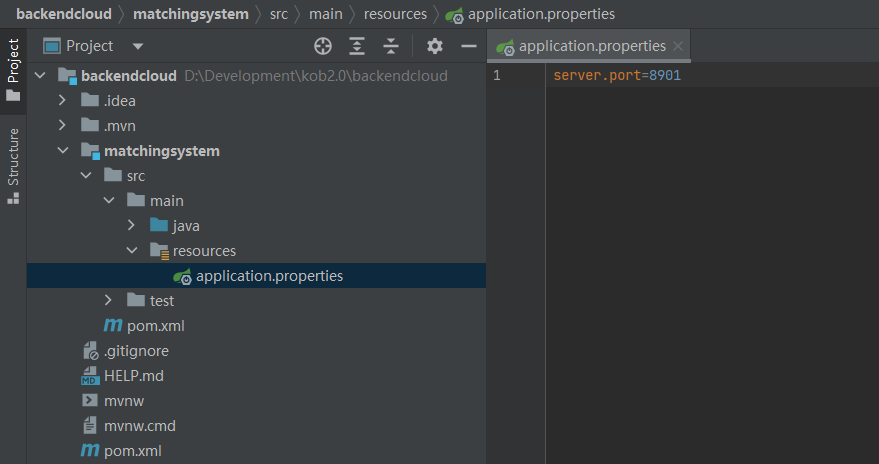 backendcloud matchingsystem src main resources application.properties
Project
Structure
Project
backendcloud D:\Development\kob2.0\backendcloud
.idea
.mvn
matchingsystem
src
main
java
resources
application.properties
test
pom.xml
.gitignore
HELP.md
mvnw
mvnw.cmd
pom.xml
application.properties
1 server.port=8901